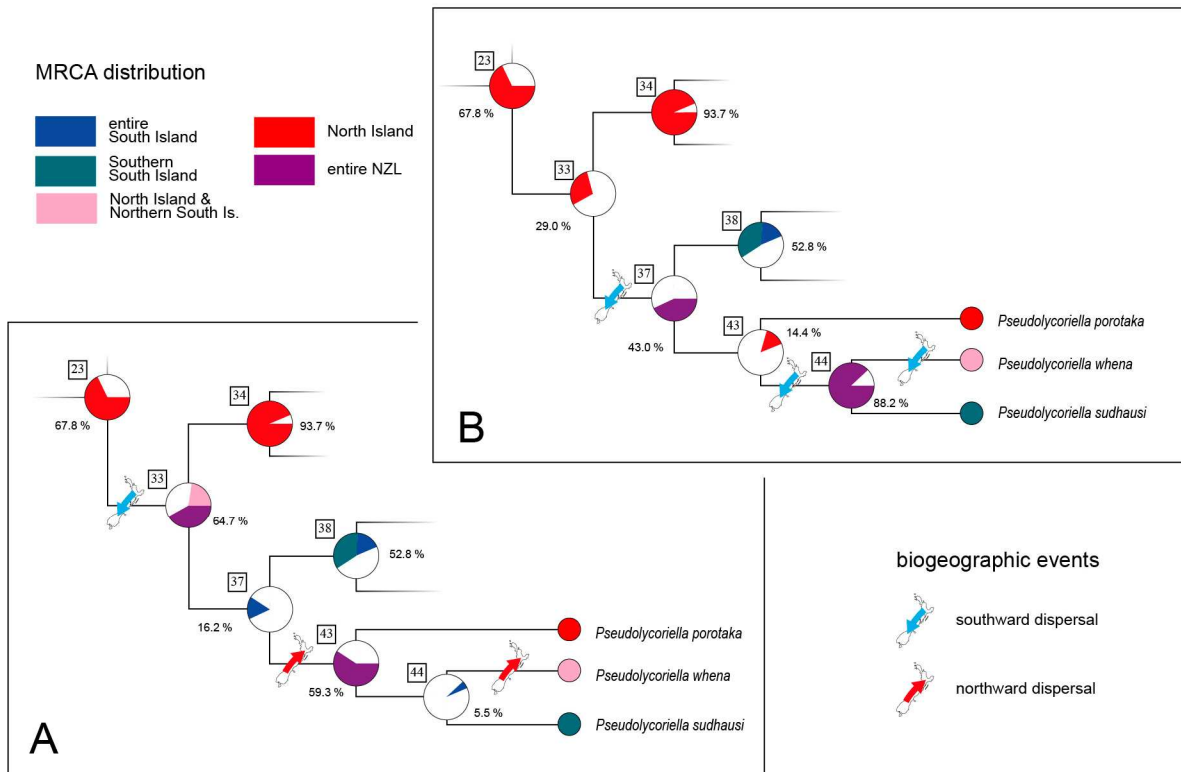 MRCA distribution
entire
South Island
Southern
South Island
North Island &
Northern South Is.
North Island
entire NZL
23
67.8 %
34
93.7 %
33
29.0 %
38
52.8 %
37
43.0 %
43
14.4 %
44
88.2 %
Pseudolycoriella porotaka
Pseudolycoriella whena
Pseudolycoriella sudhausi
B
23
67.8 %
34
93.7 %
33
64.7 %
38
52.8 %
37
16.2 %
43
59.3 %
44
5.5 %
Pseudolycoriella porotaka
Pseudolycoriella whena
Pseudolycoriella sudhausi
A
biogeographic events
southward dispersal
northward dispersal